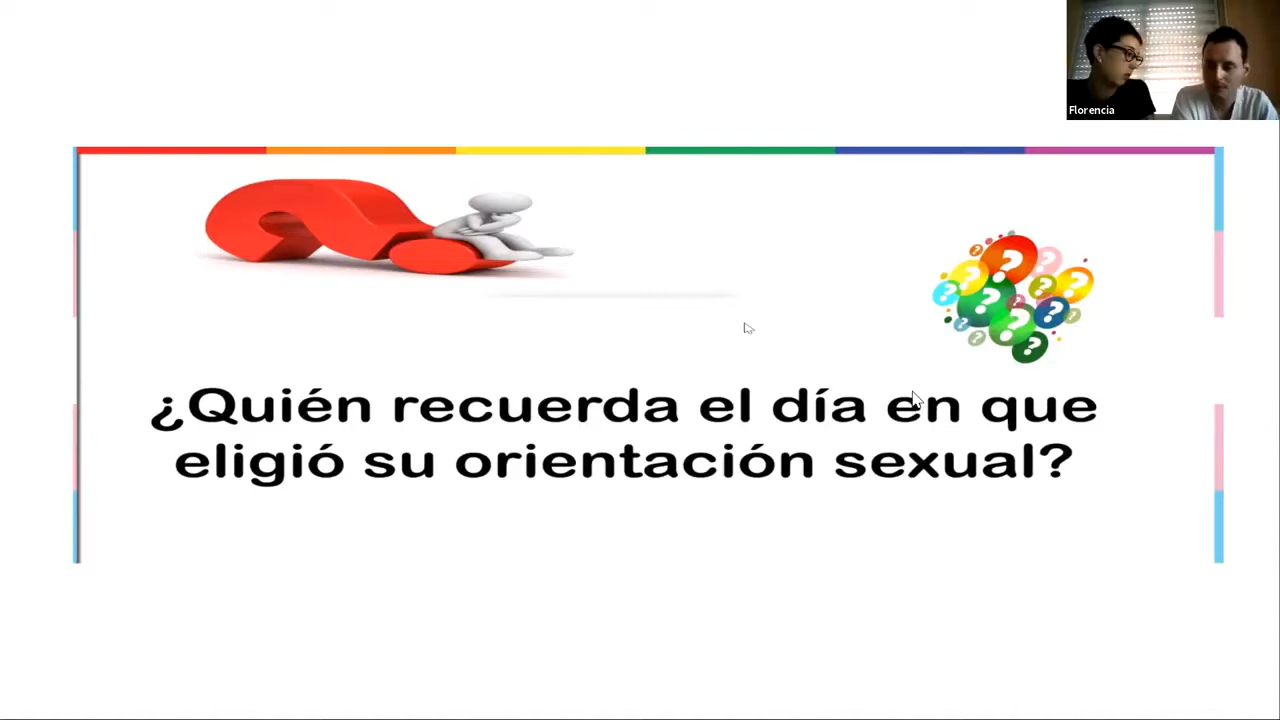 Florencia
¿Quién recuerda el día en que
eligió su orientación sexual?